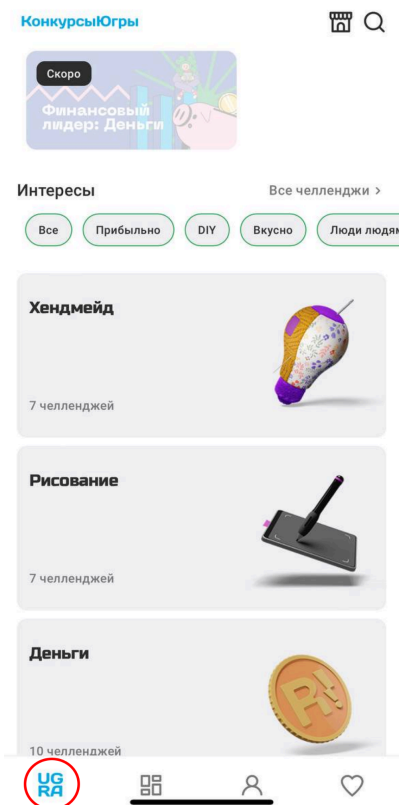 КонкурсыЮгры
Скоро
Финансовый
лидер: Деньги
Интересы
Все челленджи >
Все
Прибыльно
DIY
Вкусно
Люди людям
Хендмейд
7 челленджей
Рисование
7 челленджей
Деньги
10 челленджей
UG
RA